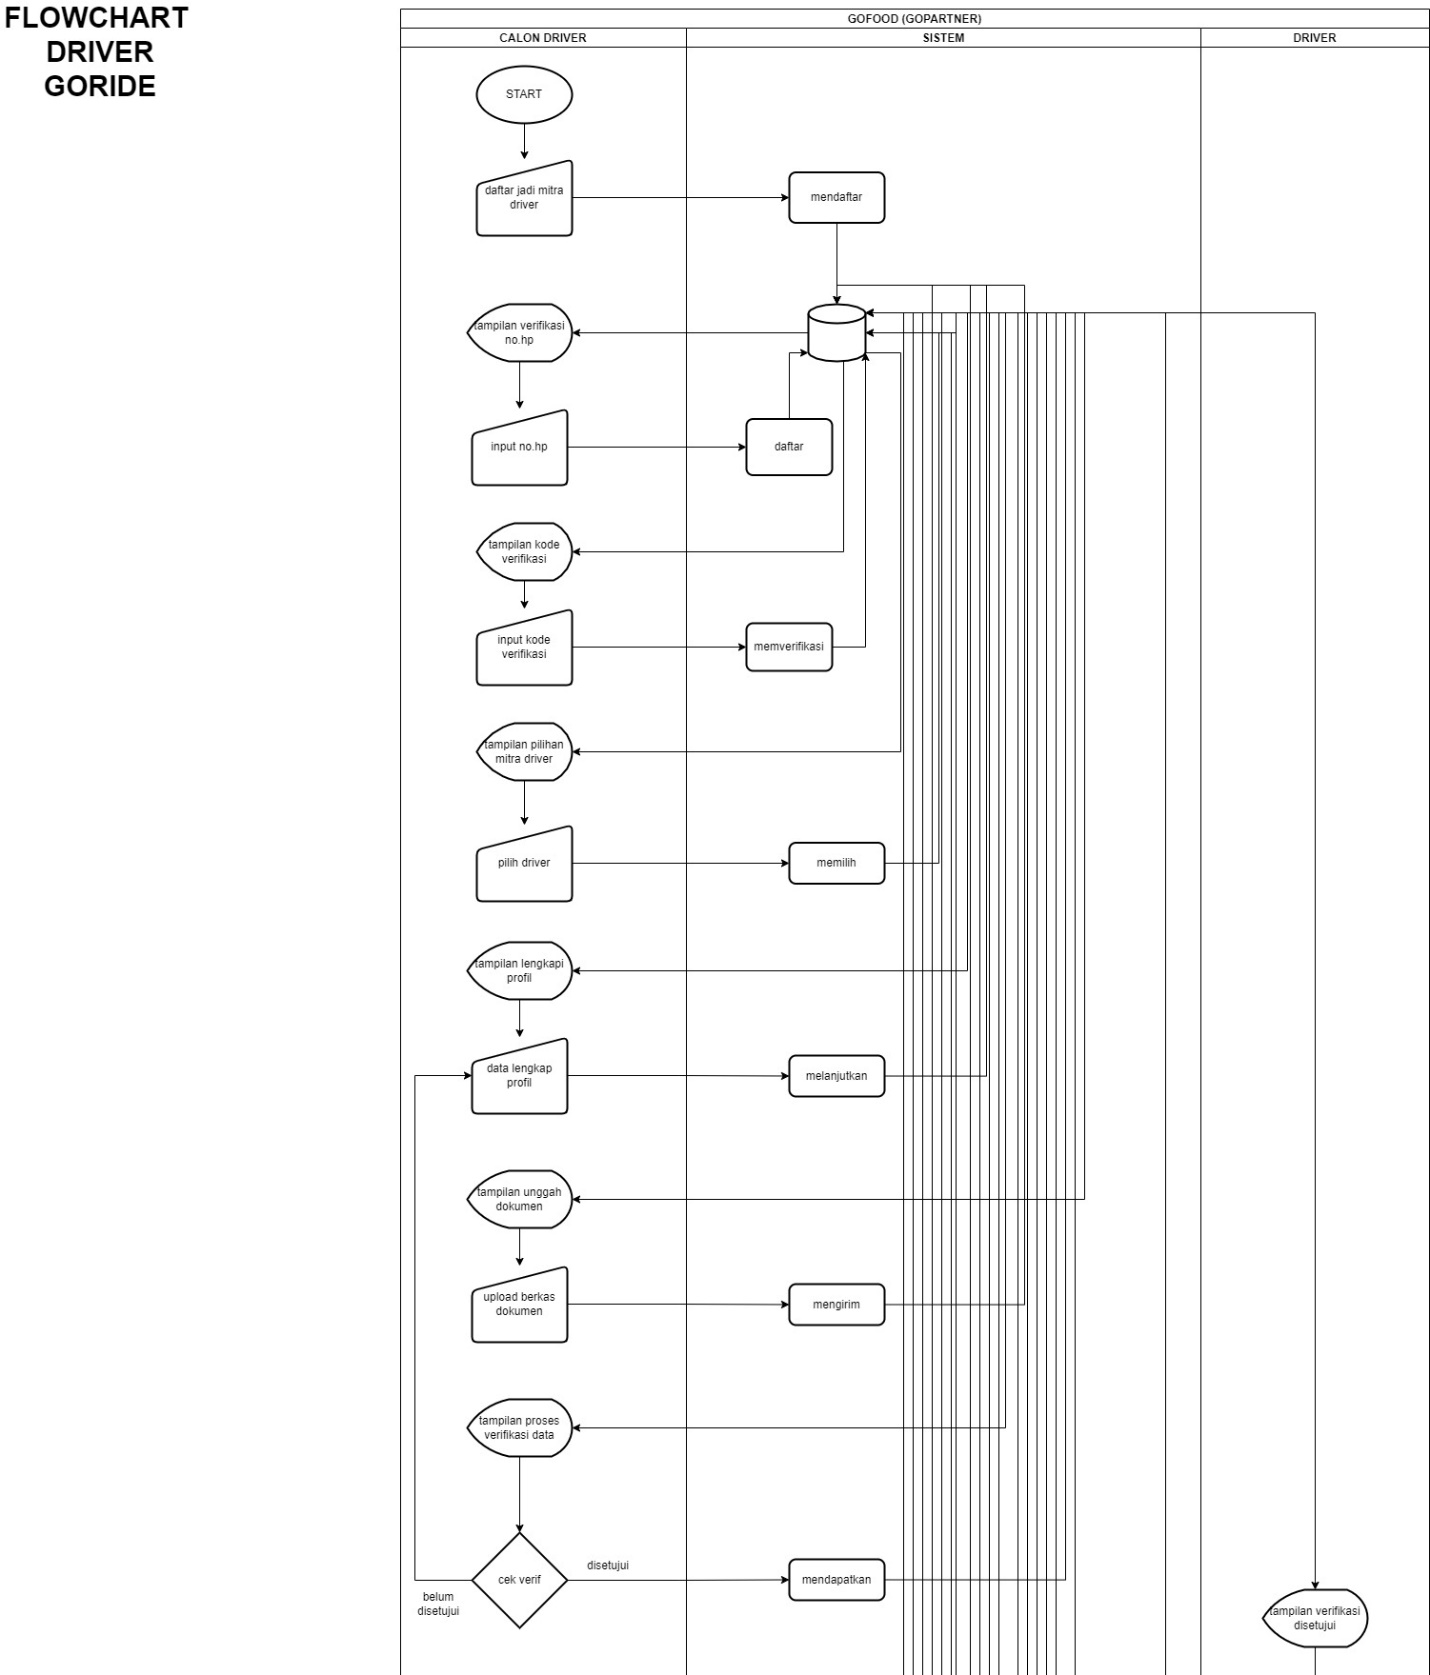 FLOWCHART
DRIVER
GORIDE
GOFOOD (GOPARTNER)
CALON DRIVER
SISTEM
DRIVER
START
daftar jadi mitra
driver
mendaftar
tampilan verifikasi
no.hp
input no.hp
daftar
tampilan kode
verifikasi
input kode
verifikasi
memverifikasi
tampilan pilihan
mitra driver
pilih driver
memilih
tampilan lengkapi
profil
data lengkap
profil
melanjutkan
tampilan unggah
dokumen
upload berkas
dokumen
mengirim
tampilan proses
verifikasi data
cek verif
disetujui
belum
disetujui
mendapatkan
tampilan verifikasi
disetujui